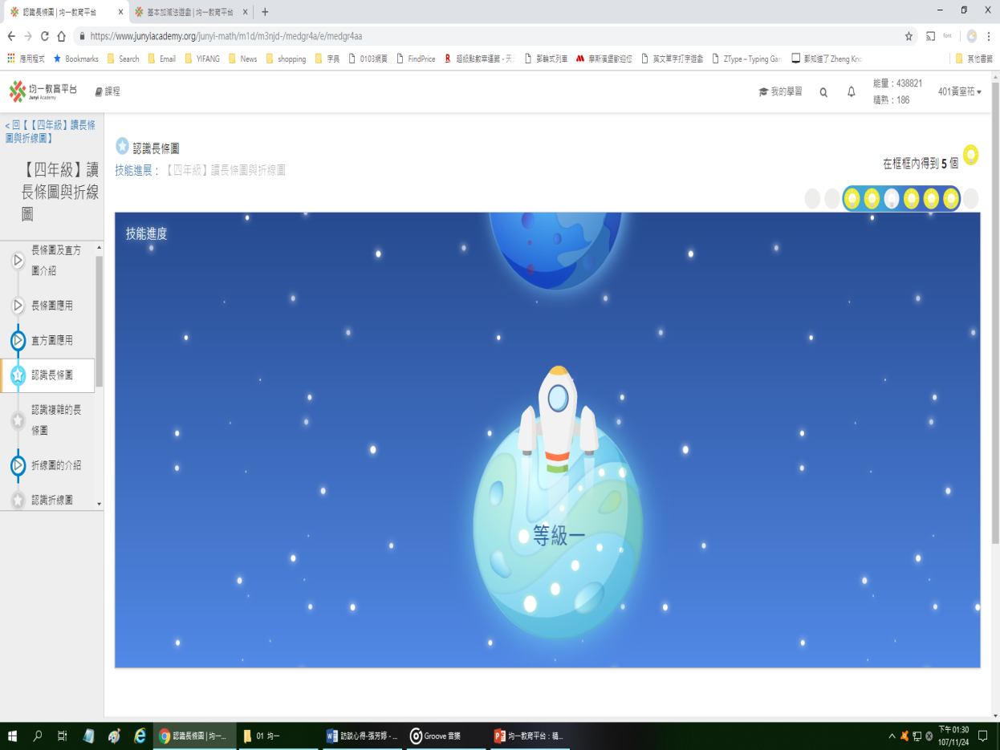 認識長條圖 | 均一教育平台
基本加減法遊戲 | 均一教育平台
https://www.junyiacademy.org/junyi-math/m1d/m3njd-/medgr4a/e/medgr4aa
應用程式 Bookmarks Search Email YIFANG News shopping 字典 0103網頁 FindPrice 超級點數幸運籤 - 天 郵輪式列車 摩斯漢堡歡迎您 英文單字打字遊戲 ZType – Typing Gan 鄭知道了 Zheng Kno 其他書籤
均一教育平台
Junyi Academy
課程
我的學習
能量：438821
精熟：186
401黃室祐
< 回【【四年級】讀長條
圖與折線圖】
【四年級】讀
長條圖與折線
圖
長條圖及直方
圖介紹
長條圖應用
直方圖應用
認識長條圖
認識複雜的長
條圖
折線圖的介紹
認識折線圖
認識長條圖
技能進展：【四年級】讀長條圖與折線圖
在框框內得到 5 個
技能進度
等級一
認識長條圖 | 均一...
01 均一
訪談心得-張芳婷 - ...
Groove 音樂
均一教育平台：精...
下午 01:30
107/11/24